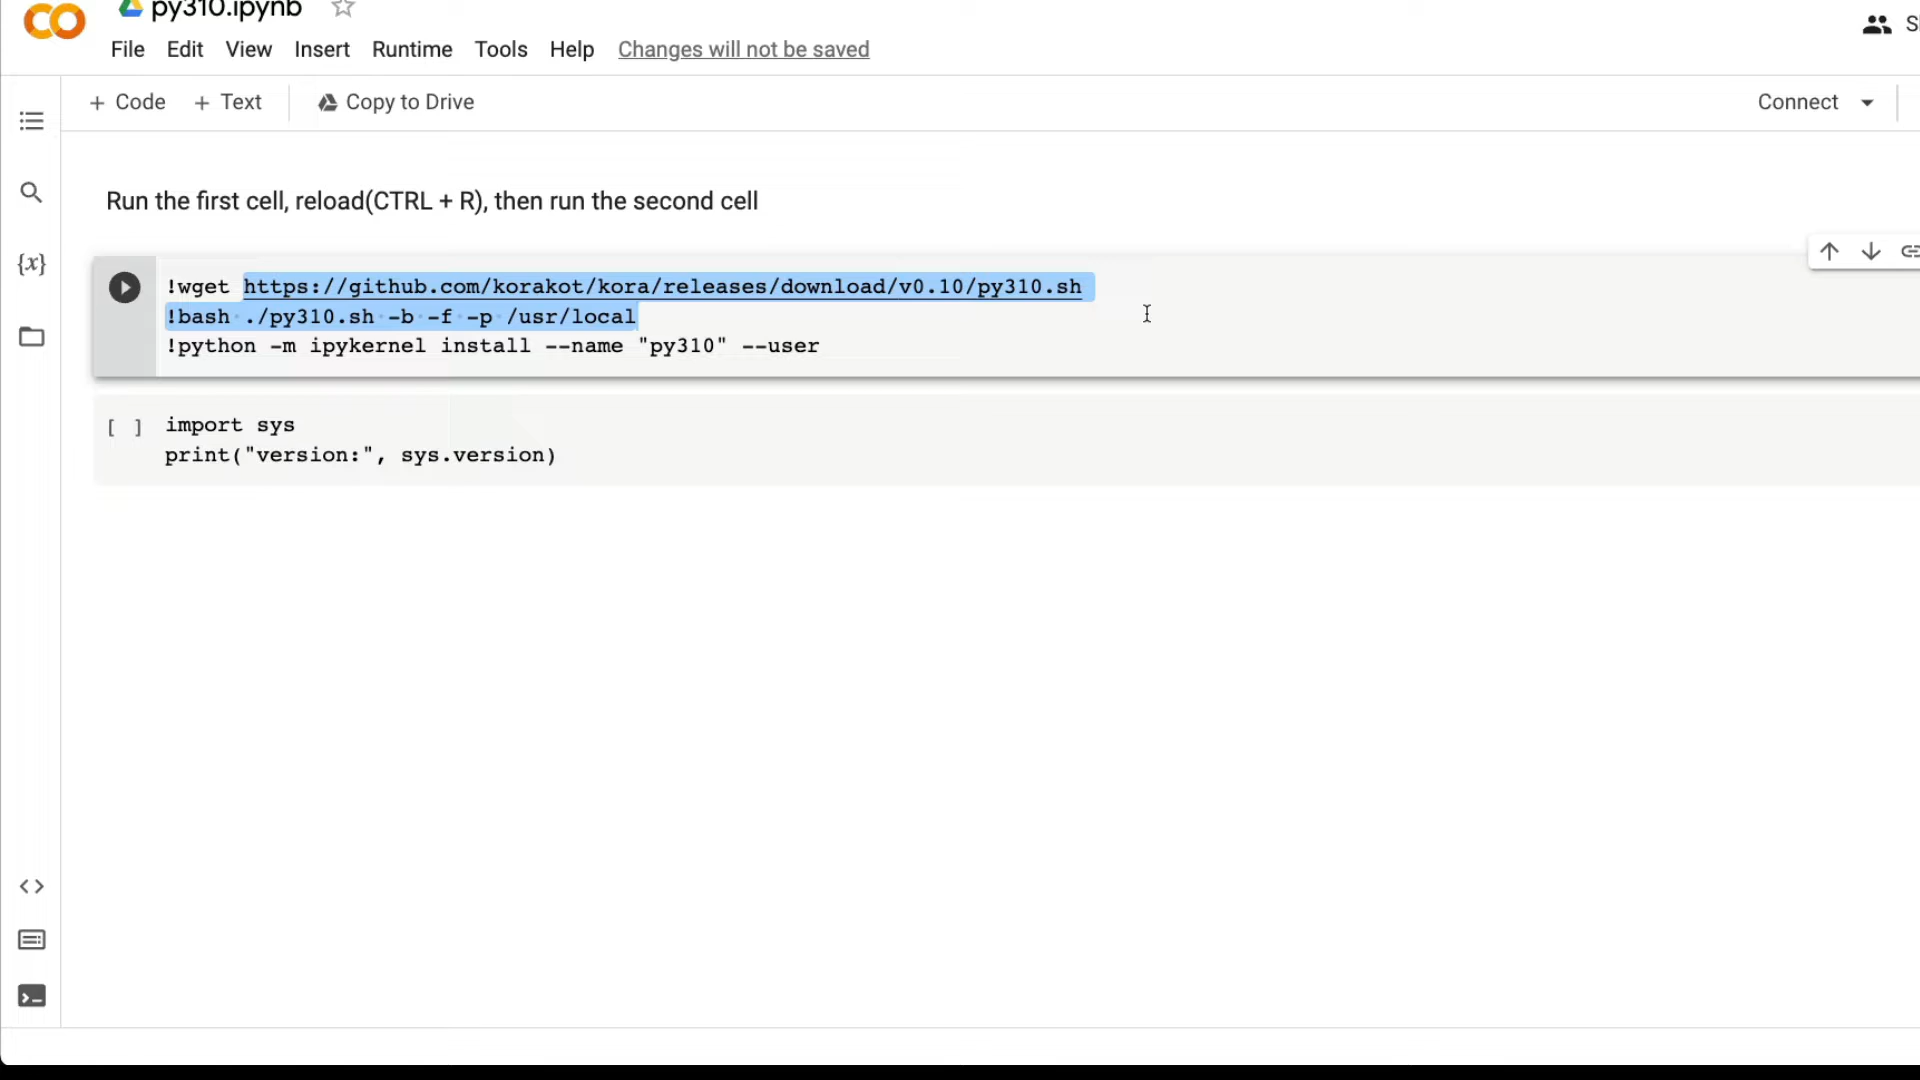 py310.ipynb
File Edit View Insert Runtime Tools Help Changes will not be saved
+ Code + Text Copy to Drive Connect
Run the first cell, reload(CTRL + R), then run the second cell
!wget https://github.com/korakot/kora/releases/download/v0.10/py310.sh
!bash ./py310.sh -b -f -p /usr/local
!python -m ipykernel install --name "py310" --user
[ ] import sys
print("version:", sys.version)